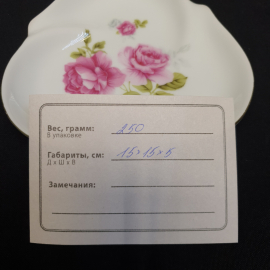 Вес, грамм: 250
В упаковке
Габариты, см: 15×15×5
Д х Ш х В
Замечания: